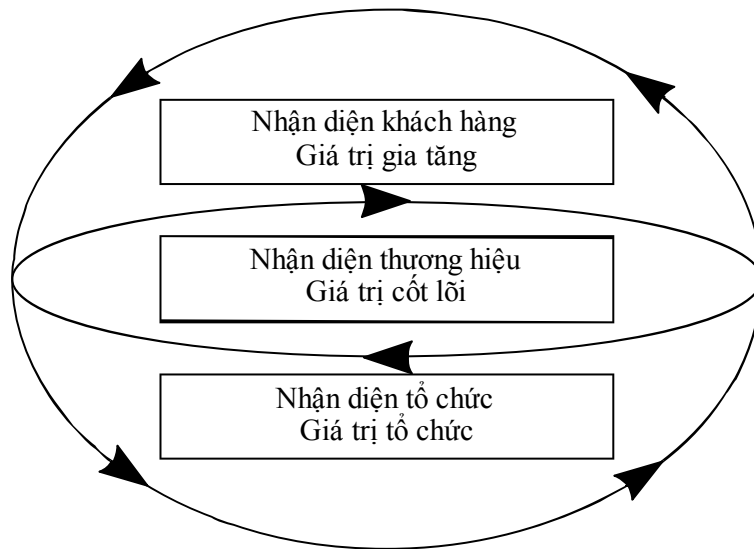 Nhận diện khách hàng
Giá trị gia tăng
Nhận diện thương hiệu
Giá trị cốt lõi
Nhận diện tổ chức
Giá trị tổ chức